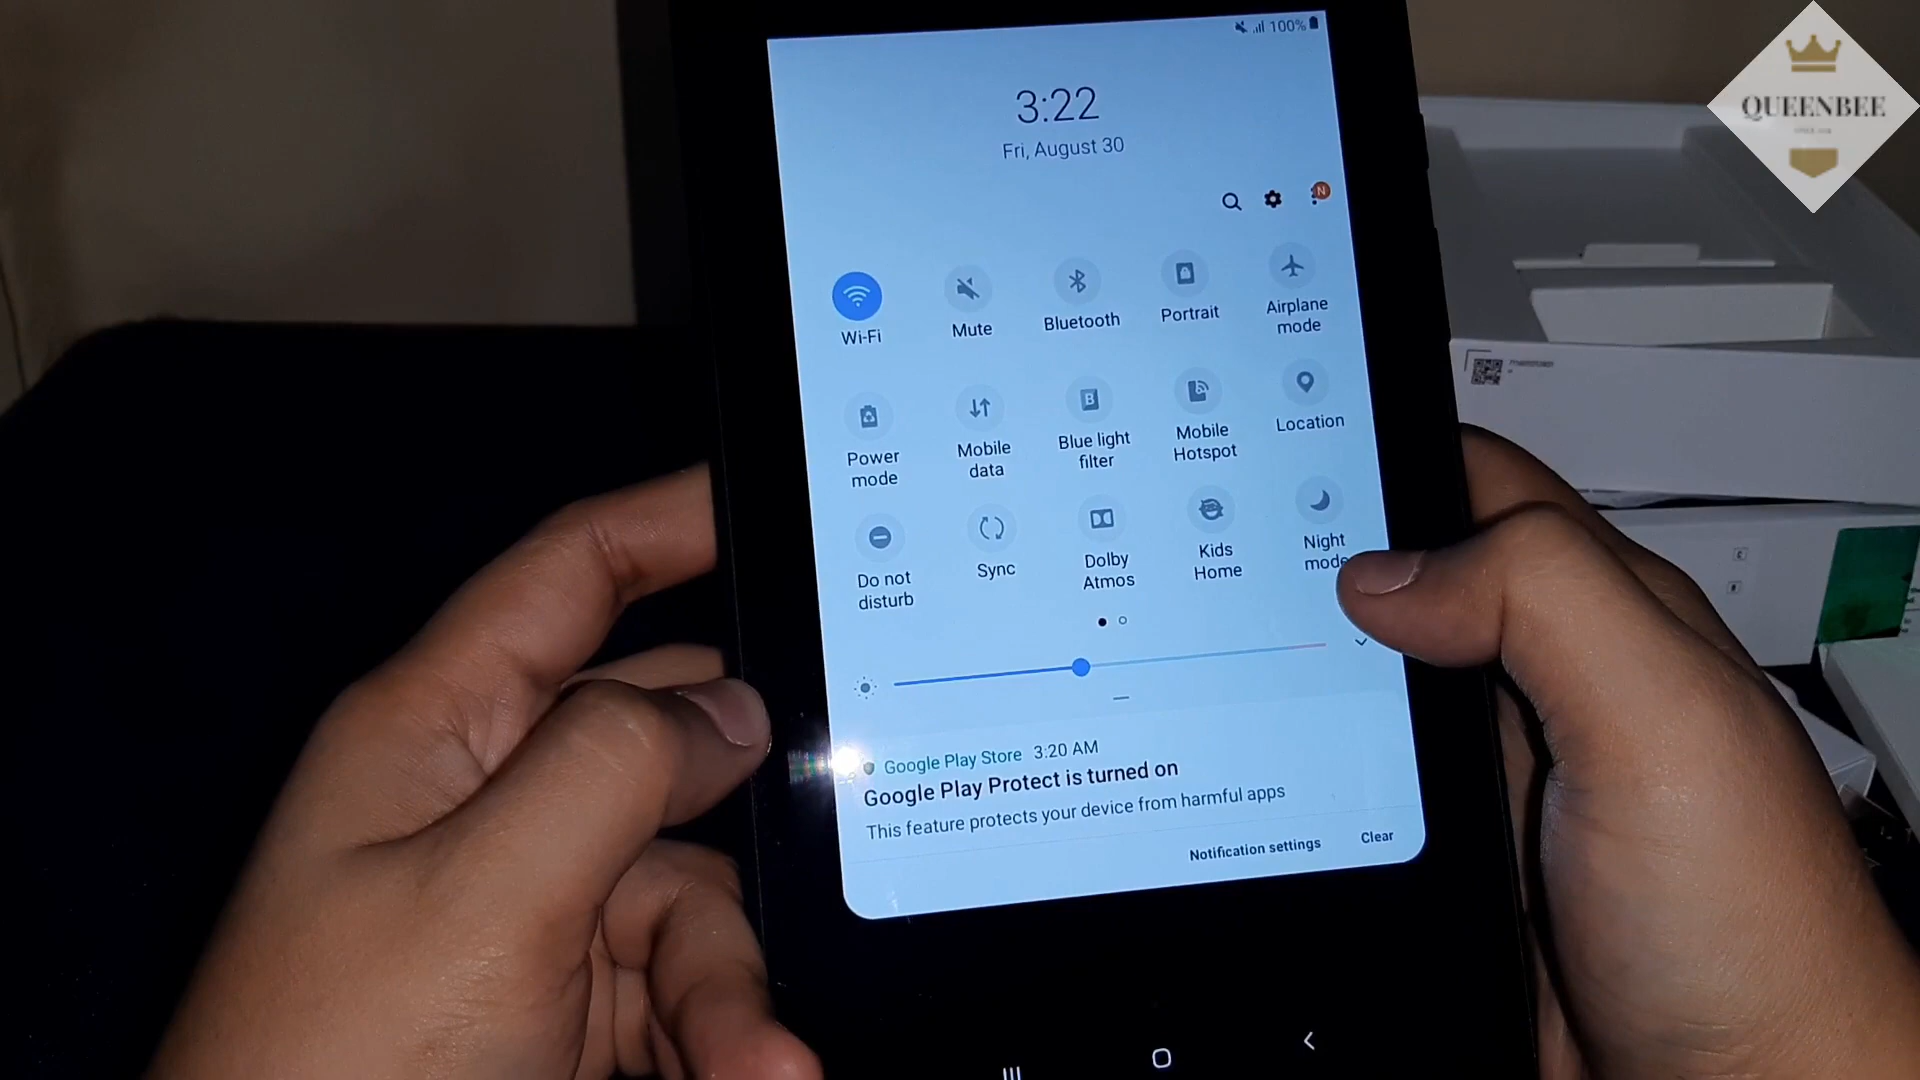 100%
QUEENBEE
3:22
Fri, August 30
N
Wi-Fi
Mute
Bluetooth
Portrait
Airplane
mode
Power
mode
Mobile
data
Blue light
filter
Mobile
Hotspot
Location
Do not
disturb
Sync
Dolby
Atmos
Kids
Home
Night
mode
Google Play Store 3:20 AM
Google Play Protect is turned on
This feature protects your device from harmful apps
Notification settings
Clear